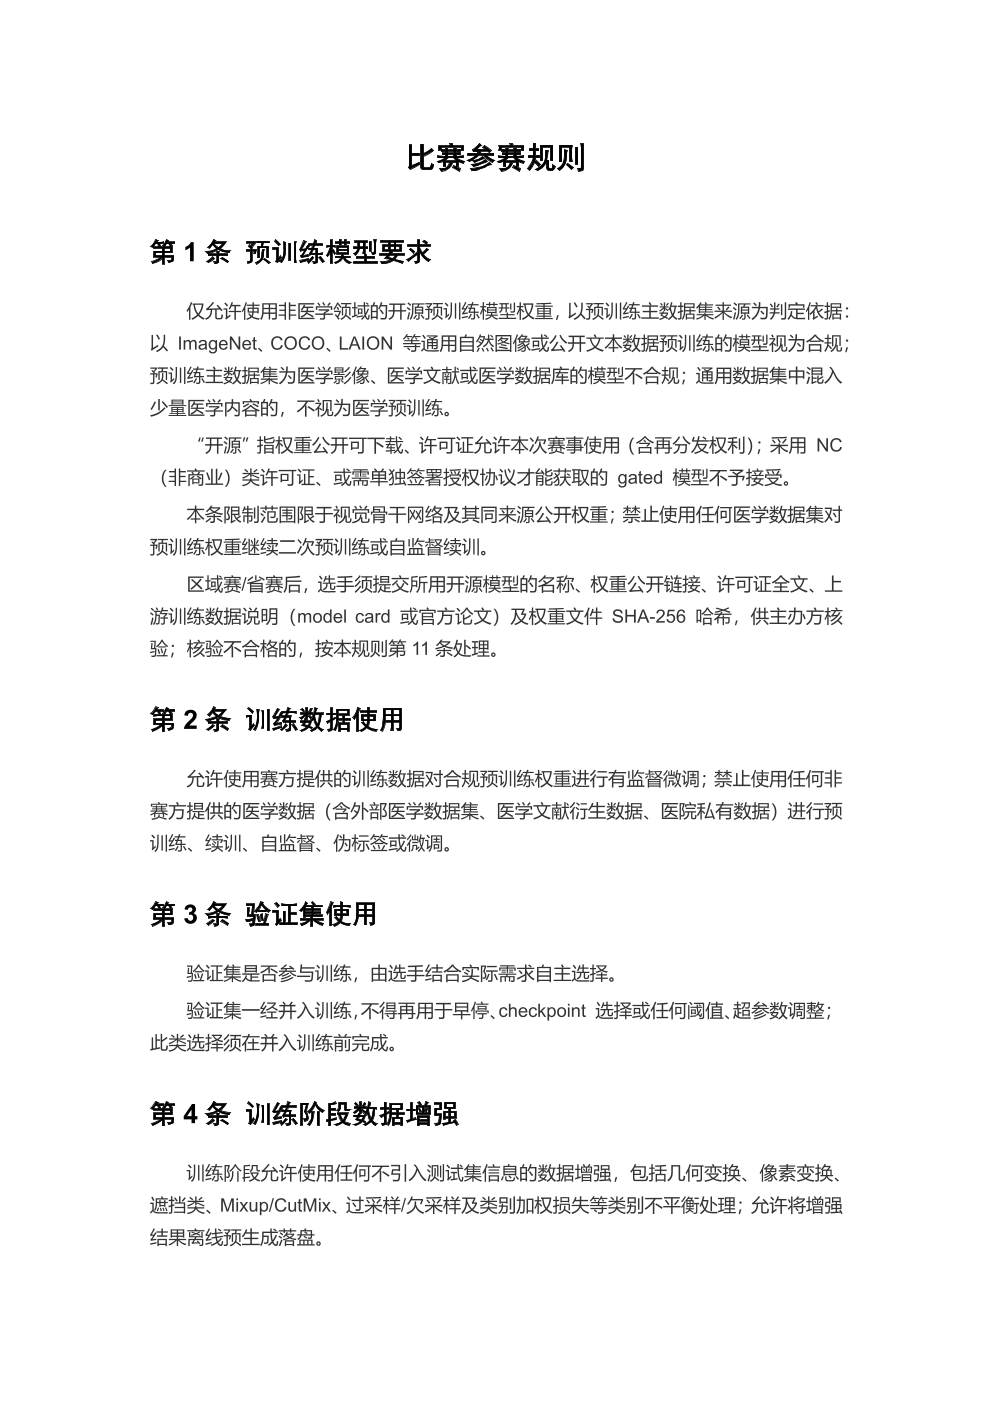 比赛参赛规则
第 1 条 预训练模型要求
仅允许使用非医学领域的开源预训练模型权重，以预训练主数据集来源为判定依据：
以 ImageNet、COCO、LAION 等通用自然图像或公开文本数据预训练的模型视为合规；
预训练主数据集为医学影像、医学文献或医学数据库的模型不合规；通用数据集中混入
少量医学内容的，不视为医学预训练。
“开源”指权重公开可下载、许可证允许本次赛事使用（含再分发权利）；采用 NC
（非商业）类许可证、或需单独签署授权协议才能获取的 gated 模型不予接受。
本条限制范围限于视觉骨干网络及其同来源公开权重；禁止使用任何医学数据集对
预训练权重继续二次预训练或自监督续训。
区域赛/省赛后，选手须提交所用开源模型的名称、权重公开链接、许可证全文、上
游训练数据说明（model card 或官方论文）及权重文件 SHA-256 哈希，供主办方核
验；核验不合格的，按本规则第 11 条处理。
第 2 条 训练数据使用
允许使用赛方提供的训练数据对合规预训练权重进行有监督微调；禁止使用任何非
赛方提供的医学数据（含外部医学数据集、医学文献衍生数据、医院私有数据）进行预
训练、续训、自监督、伪标签或微调。
第 3 条 验证集使用
验证集是否参与训练，由选手结合实际需求自主选择。
验证集一经并入训练，不得再用于早停、checkpoint 选择或任何阈值、超参数调整；
此类选择须在并入训练前完成。
第 4 条 训练阶段数据增强
训练阶段允许使用任何不引入测试集信息的数据增强，包括几何变换、像素变换、
遮挡类、Mixup/CutMix、过采样/欠采样及类别加权损失等类别不平衡处理；允许将增强
结果离线预生成落盘。